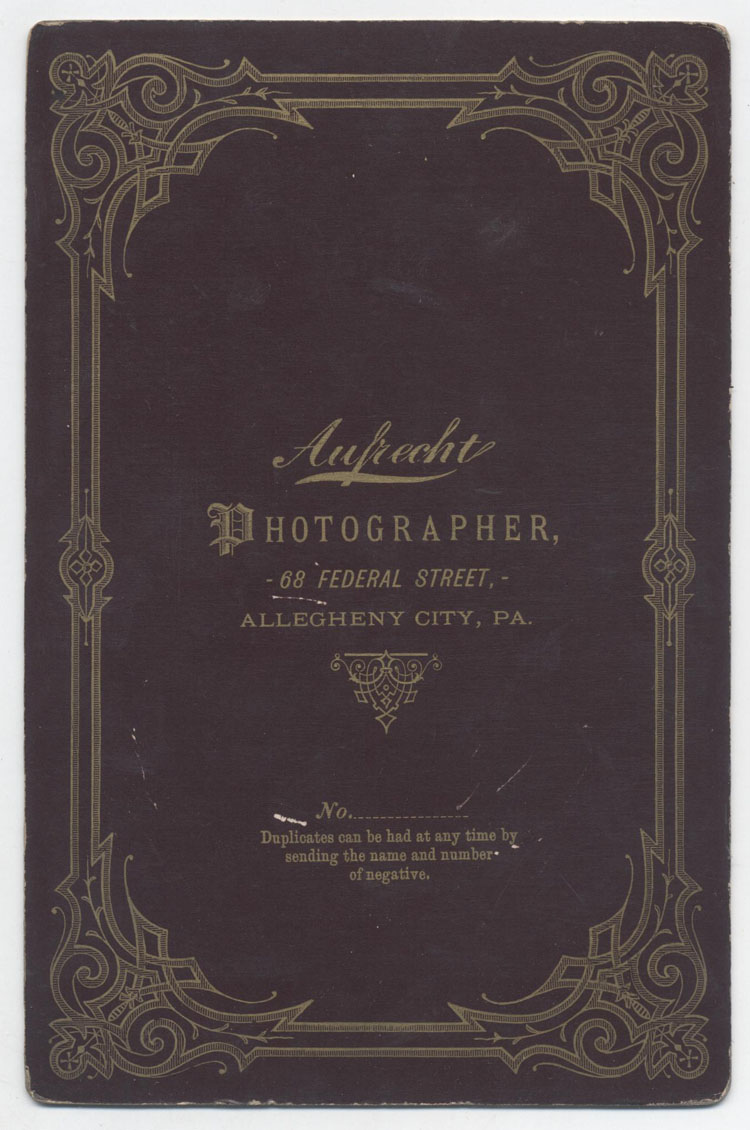 Aufrecht
PHOTOGRAPHER,
- 68 FEDERAL STREET, -
ALLEGHENY CITY, PA.
No.
Duplicates can be had at any time by
sending the name and number
of negative.